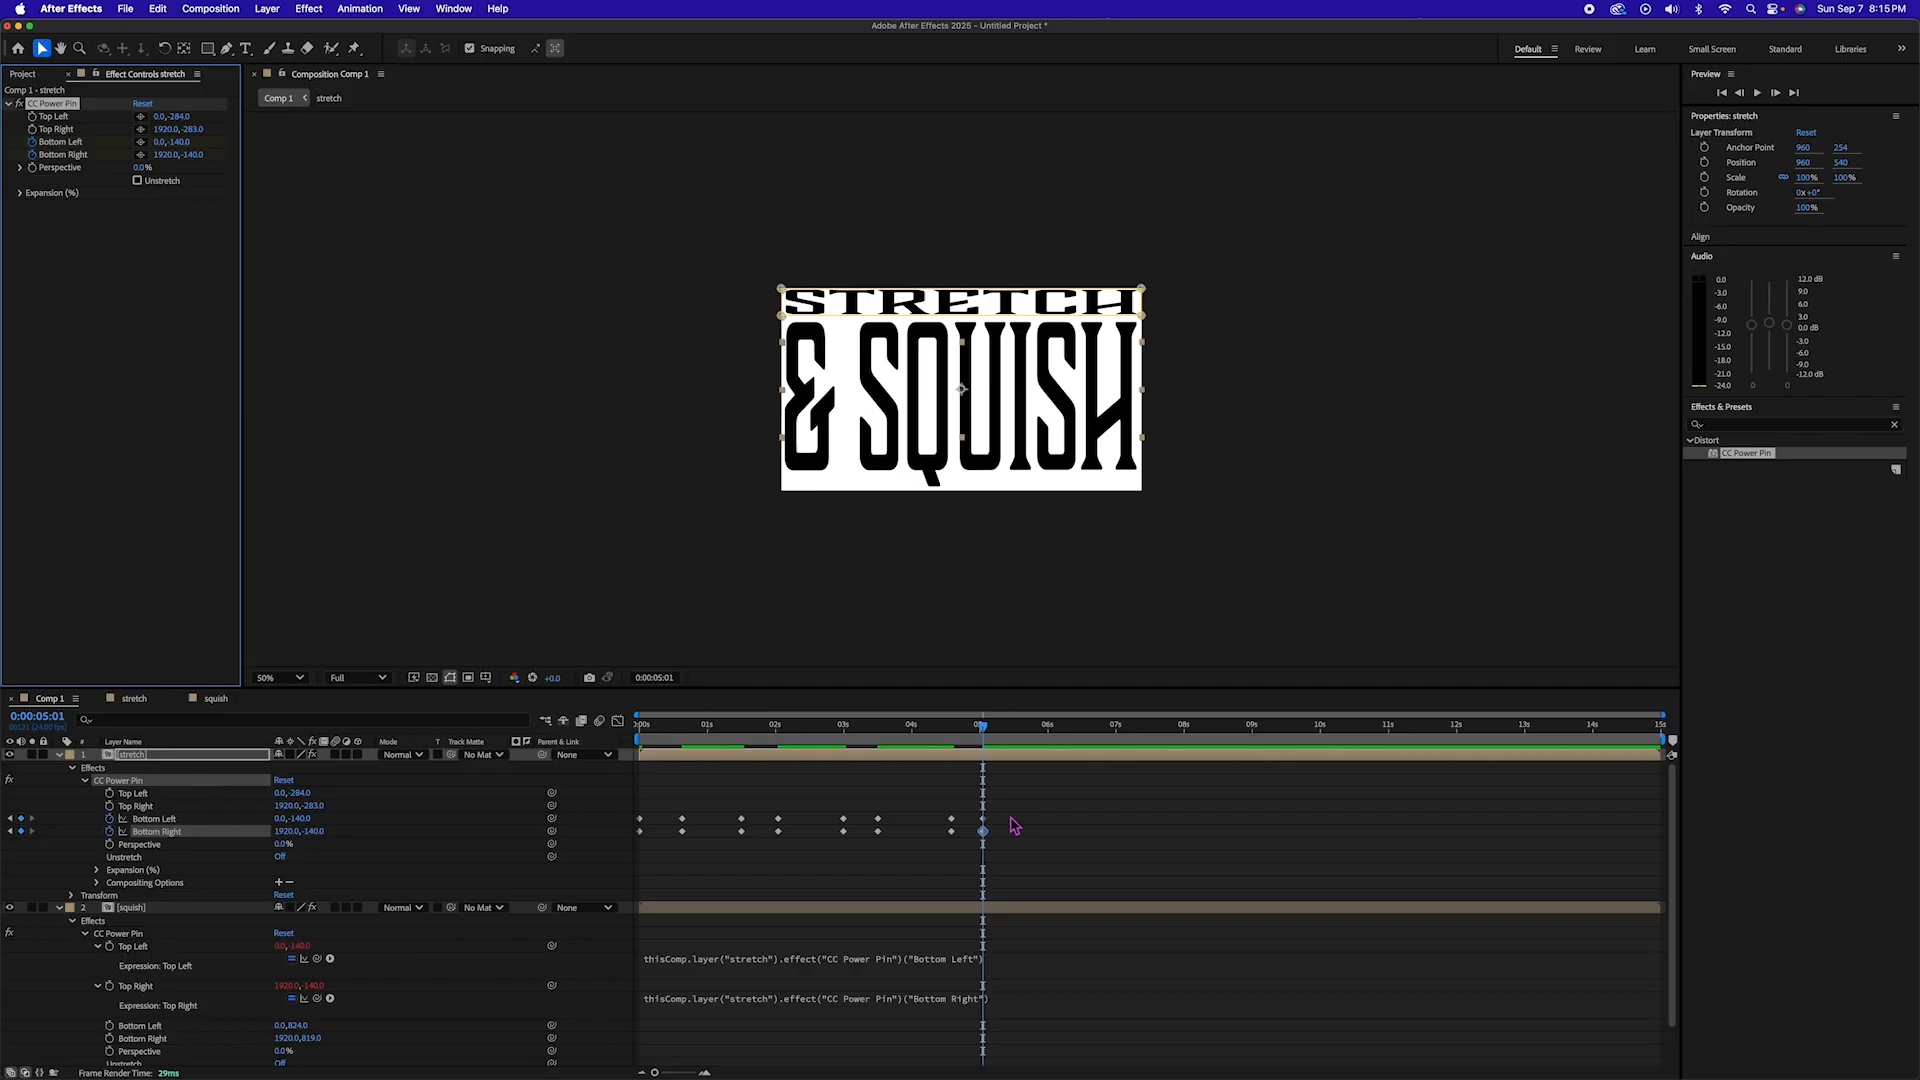 After Effects File Edit Composition Layer Effect Animation View Window Help Sun Sep 7 8:15 PM
Adobe After Effects 2025 - Untitled Project *
Snapping Default Review Learn Small Screen Standard Libraries
Project Effect Controls stretch
Comp 1 • stretch
CC Power Pin Reset
Top Left 0.0,-284.0
Top Right 1920.0,-283.0
Bottom Left 0.0,-140.0
Bottom Right 1920.0,-140.0
Perspective 0.0%
Unstretch
Expansion (%)
Composition Comp 1
Comp 1 stretch
STRETCH
& SQUISH
50% Full +0.0 0:00:05:01
Preview
Properties: stretch
Layer Transform Reset
Anchor Point 960 254
Position 960 540
Scale 100% 100%
Rotation 0x+0°
Opacity 100%
Align
Audio
0.0 12.0 dB
-3.0 9.0
-6.0 6.0
-9.0 3.0
-12.0 0.0 dB
-15.0 -3.0
-18.0 -6.0
-21.0 -9.0
-24.0 0 0 -12.0 dB
Effects & Presets
Distort
CC Power Pin
Comp 1 stretch squish
0:00:05:01
00121 (24.00 fps)
:00s 01s 02s 03s 04s 06s 07s 08s 09s 10s 11s 12s 13s 14s 15s
# Layer Name Mode T Track Matte Parent & Link
1 [stretch] Normal No Mat None
Effects
CC Power Pin Reset
Top Left 0.0,-284.0
Top Right 1920.0,-283.0
Bottom Left 0.0,-140.0
Bottom Right 1920.0,-140.0
Perspective 0.0%
Unstretch Off
Expansion (%)
Compositing Options + –
Transform Reset
2 [squish] Normal No Mat None
Effects
CC Power Pin Reset
Top Left 0.0,-140.0
Expression: Top Left thisComp.layer("stretch").effect("CC Power Pin")("Bottom Left")
Top Right 1920.0,-140.0
Expression: Top Right thisComp.layer("stretch").effect("CC Power Pin")("Bottom Right")
Bottom Left 0.0,824.0
Bottom Right 1920.0,819.0
Perspective 0.0%
Unstretch Off
Frame Render Time: 29ms